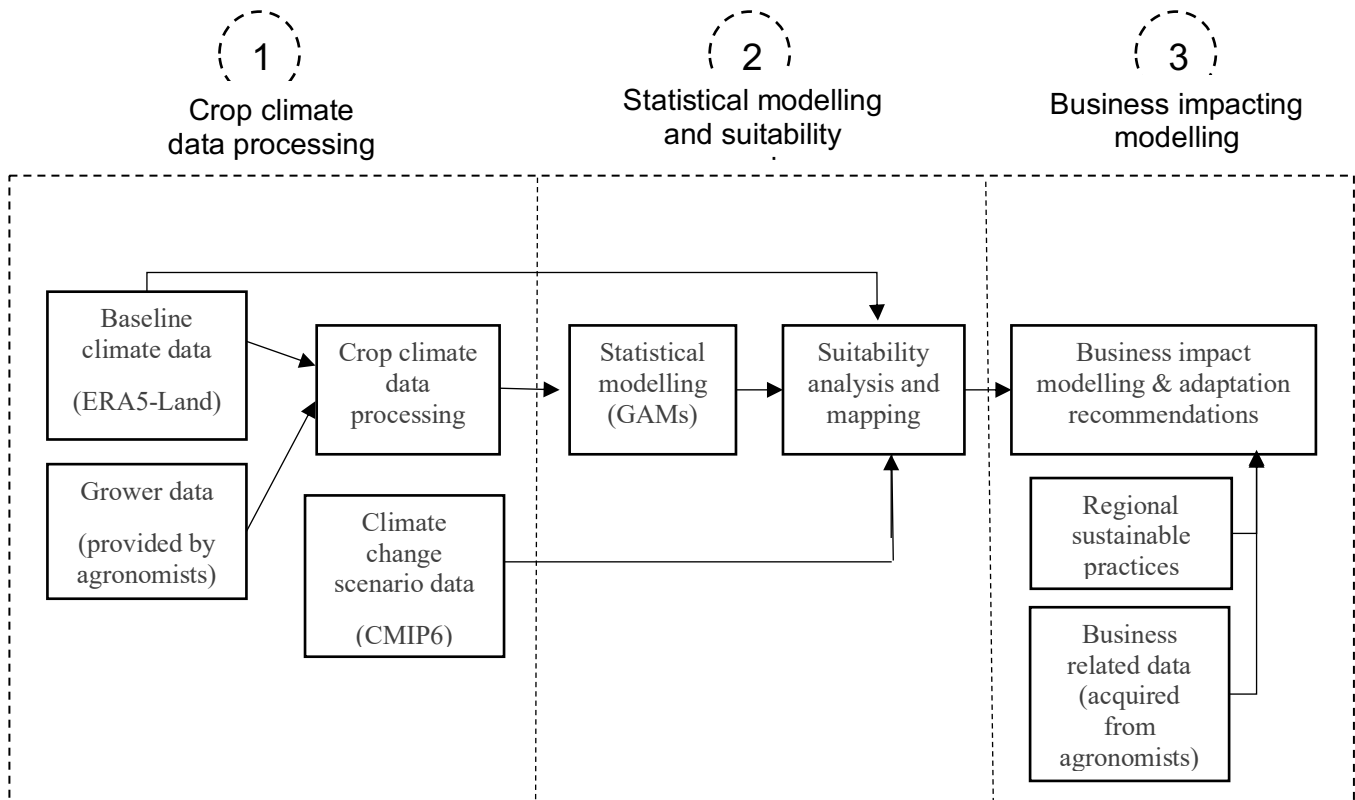 1
Crop climate
data processing
2
Statistical modelling
and suitability
3
Business impacting
modelling
Baseline
climate data
(ERA5-Land)
Grower data
(provided by
agronomists)
Crop climate
data
processing
Climate
change
scenario data
(CMIP6)
Statistical
modelling
(GAMs)
Suitability
analysis and
mapping
Business impact
modelling & adaptation
recommendations
Regional
sustainable
practices
Business
related data
(acquired
from
agronomists)